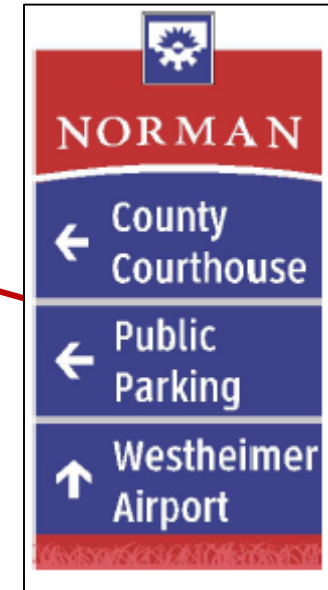 NORMAN
County
Courthouse
Public
Parking
Westheimer
Airport